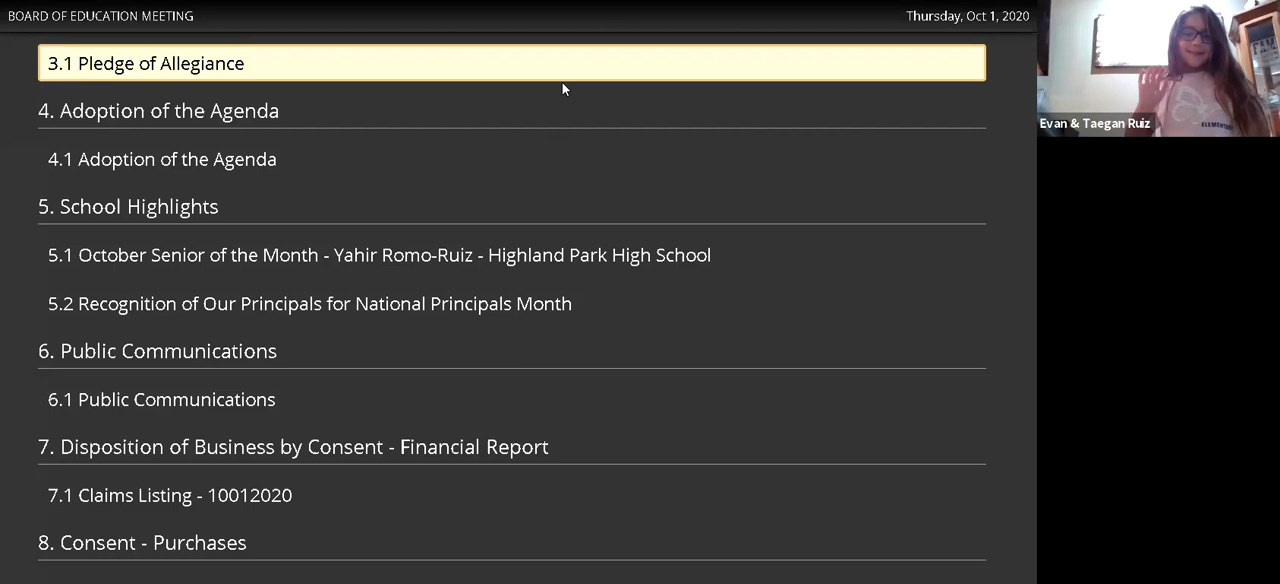 BOARD OF EDUCATION MEETING
Thursday, Oct 1, 2020
3.1 Pledge of Allegiance
4. Adoption of the Agenda
4.1 Adoption of the Agenda
5. School Highlights
5.1 October Senior of the Month - Yahir Romo-Ruiz - Highland Park High School
5.2 Recognition of Our Principals for National Principals Month
6. Public Communications
6.1 Public Communications
7. Disposition of Business by Consent - Financial Report
7.1 Claims Listing - 10012020
8. Consent - Purchases
FAM
ELEMENTARY
Evan & Taegan Ruiz